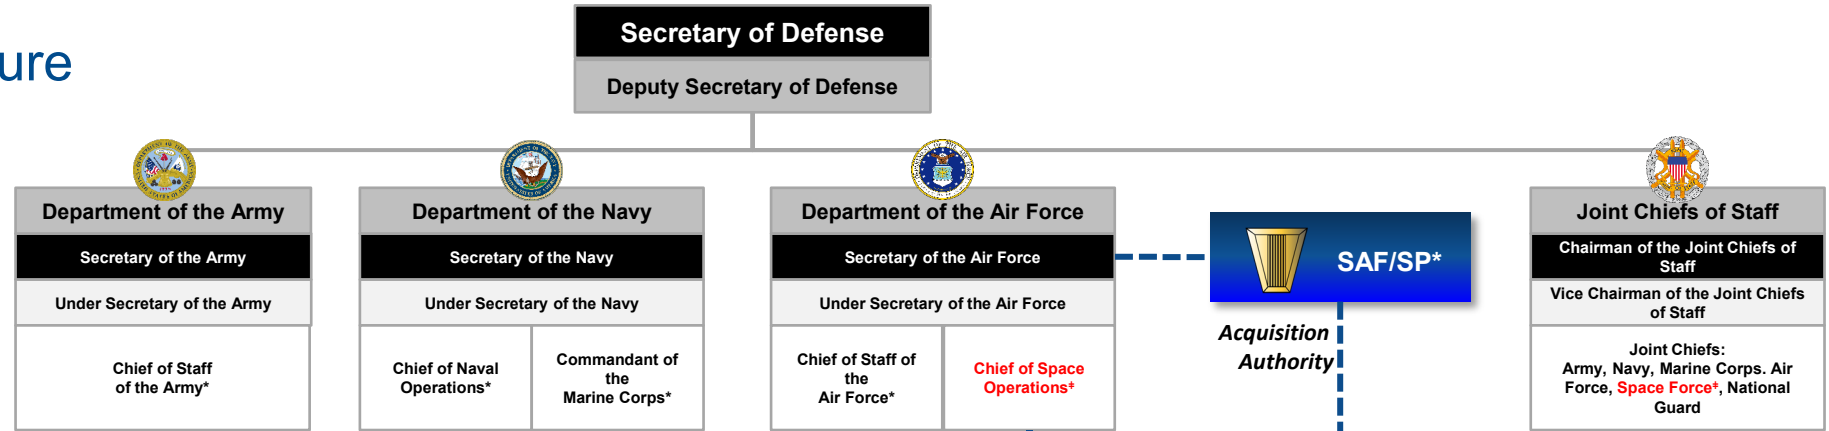 ure
Secretary of Defense
Deputy Secretary of Defense
Department of the Army
Secretary of the Army
Under Secretary of the Army
Chief of Staff
of the Army*
Department of the Navy
Secretary of the Navy
Under Secretary of the Navy
Chief of Naval
Operations*
Commandant of
the
Marine Corps*
Department of the Air Force
Secretary of the Air Force
Under Secretary of the Air Force
Chief of Staff of
the
Air Force*
Chief of Space
Operations‡
SAF/SP*
Acquisition
Authority
Joint Chiefs of Staff
Chairman of the Joint Chiefs of
Staff
Vice Chairman of the Joint Chiefs
of Staff
Joint Chiefs:
Army, Navy, Marine Corps. Air
Force, Space Force‡, National
Guard